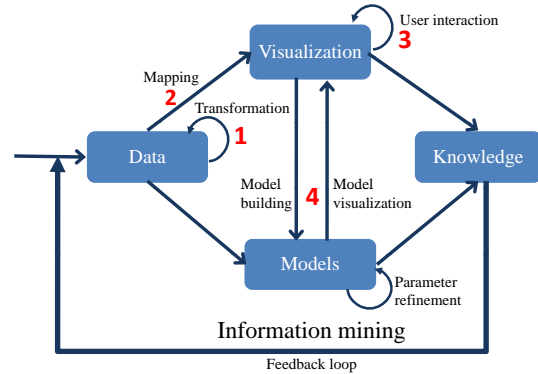 User interaction
3
Visualization
Mapping
2
Transformation
1
Data
Knowledge
Model
building
4
Model
visualization
Models
Parameter
refinement
Information mining
Feedback loop